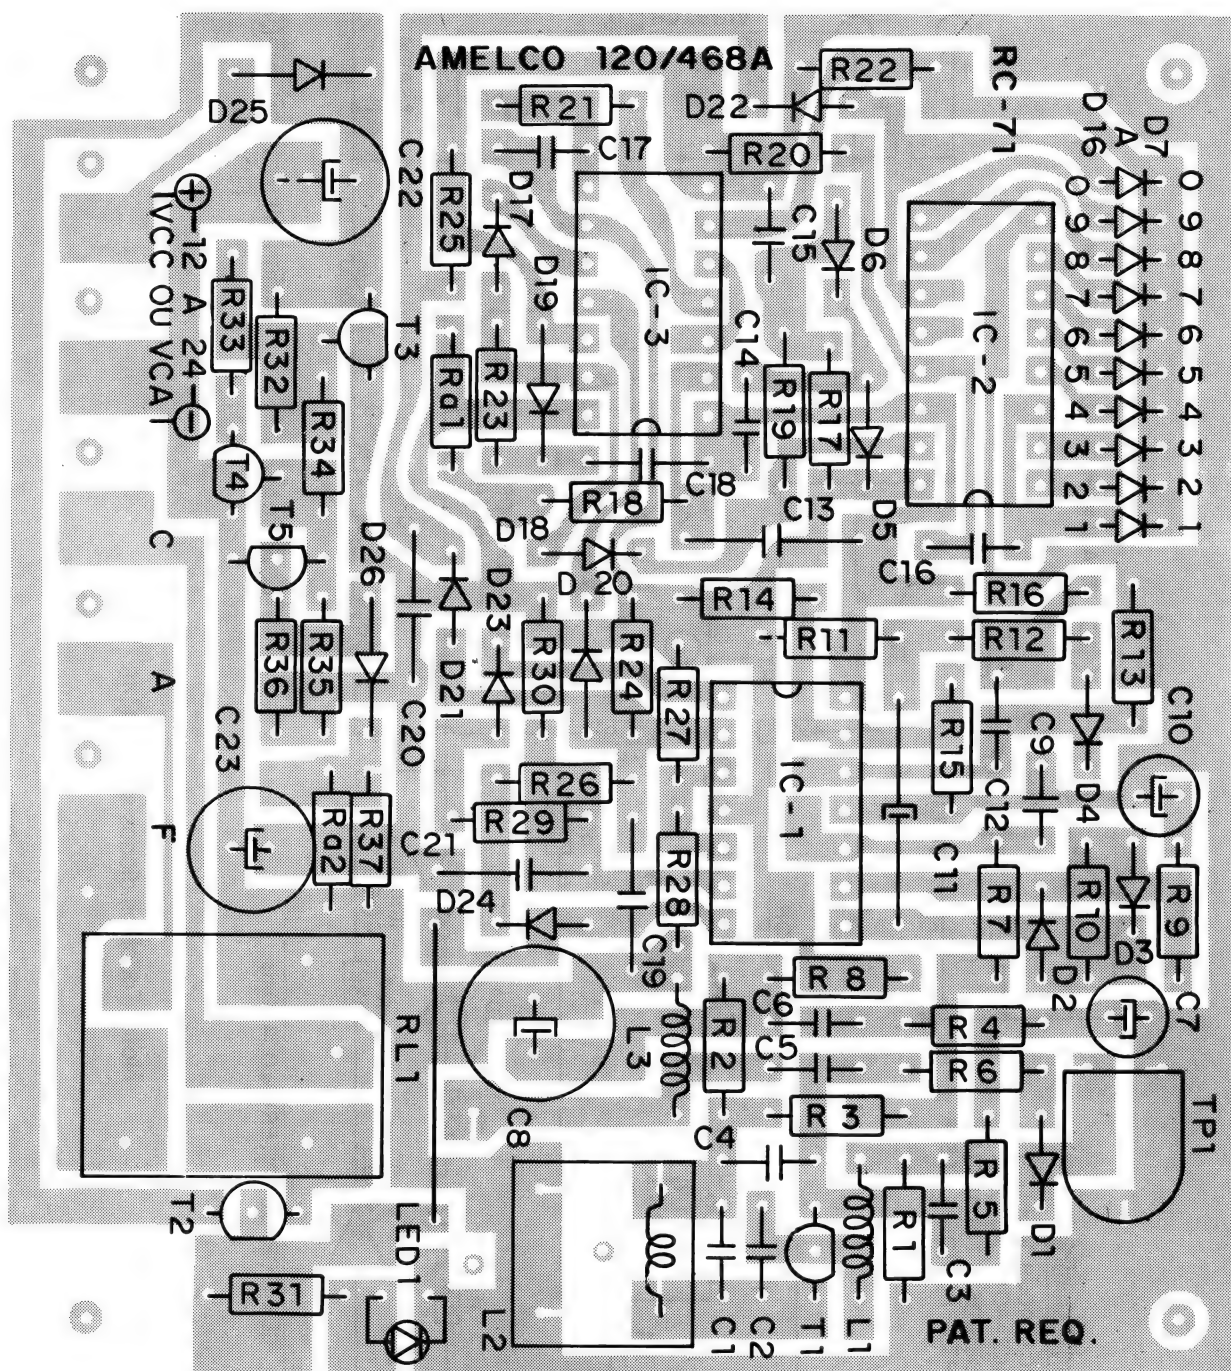 AMELCO 120/468A
R22
RC-71
D25
R21
D22
D16
A
D7
C17
R20
C22
R25
D17
C15
D6
0 0
9 9
8 8
7 7
6 6
5 5
4 4
3 3
2 2
1 1
+ 12 A 24 -
VCC OU VCA
R33
R32
T3
D19
IC-3
IC-2
Ra1
R23
C14
R19
R17
R34
T4
C18
R18
C13
D5
C
T5
D26
D18
D 20
C16
R14
R16
R11
R12
R13
D23
R36
R35
R30
R24
A
D21
R27
C23
C20
R15
C9
C10
IC-1
R26
C12
D4
R29
F
Ra2
R37
C21
C11
R28
R7
R10
R9
D24
D3
C19
D2
R 8
C7
RL1
C6
L3
R 2
R 4
C5
R6
R 3
C8
C4
TP1
T2
R 5
R1
D1
LED1
C3
R31
L2
C1
C2
T1
L1
PAT. REQ.